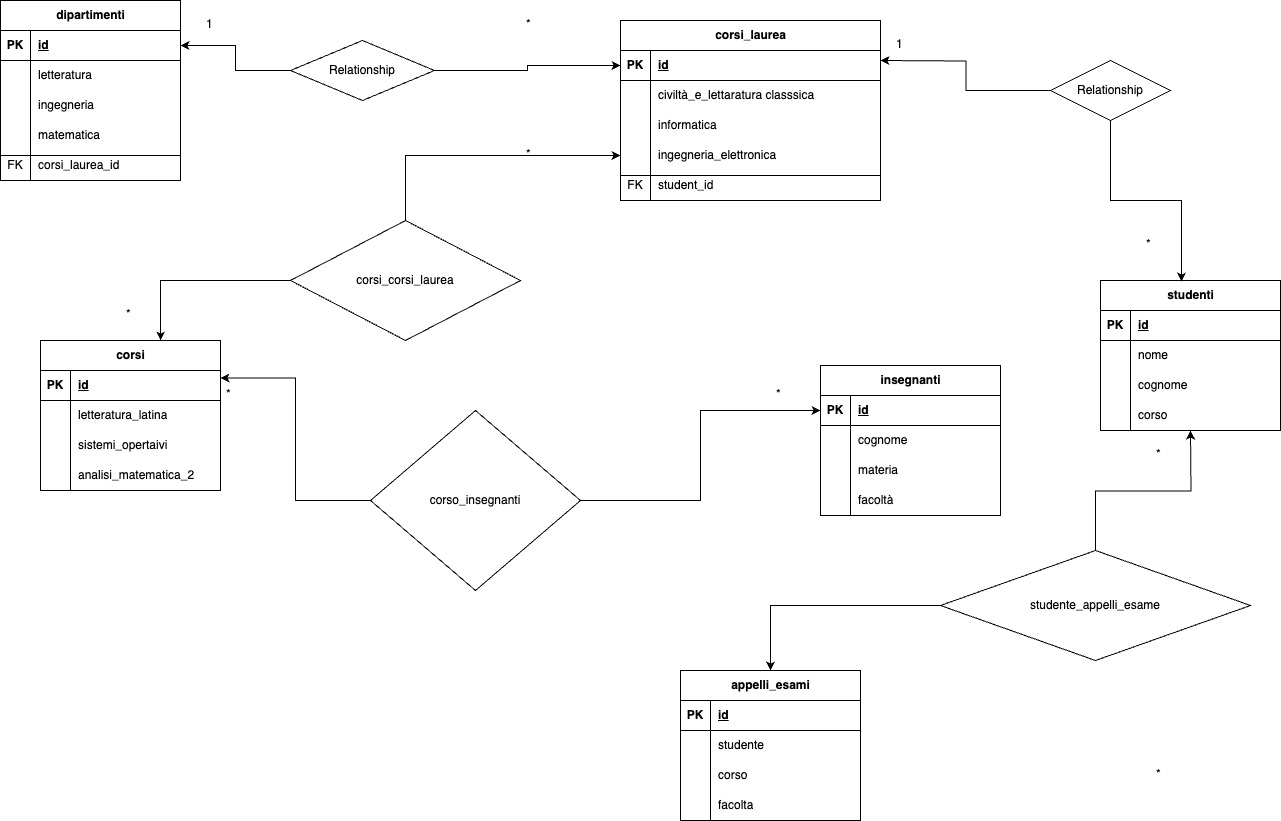 dipartimenti
PK id
letteratura
ingegneria
matematica
FK corsi_laurea_id
1
Relationship
*
corsi_laurea
PK id
civiltà_e_lettaratura classsica
informatica
ingegneria_elettronica
FK student_id
1
Relationship
*
*
corsi_corsi_laurea
*
studenti
PK id
nome
cognome
corso
corsi
PK id
letteratura_latina
sistemi_opertaivi
analisi_matematica_2
*
corso_insegnanti
*
insegnanti
PK id
cognome
materia
facoltà
*
studente_appelli_esame
appelli_esami
PK id
studente
corso
facolta
*